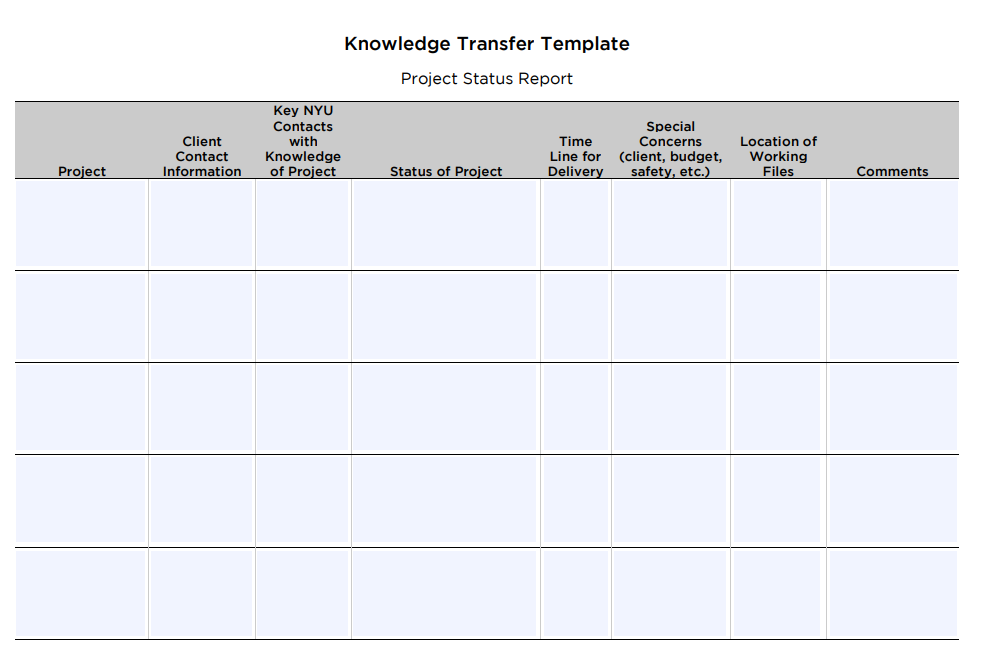 Knowledge Transfer Template
Project Status Report
Project
Client
Contact
Information
Key NYU
Contacts
with
Knowledge
of Project
Status of Project
Time
Line for
Delivery
Special
Concerns
(client, budget,
safety, etc.)
Location of
Working
Files
Comments